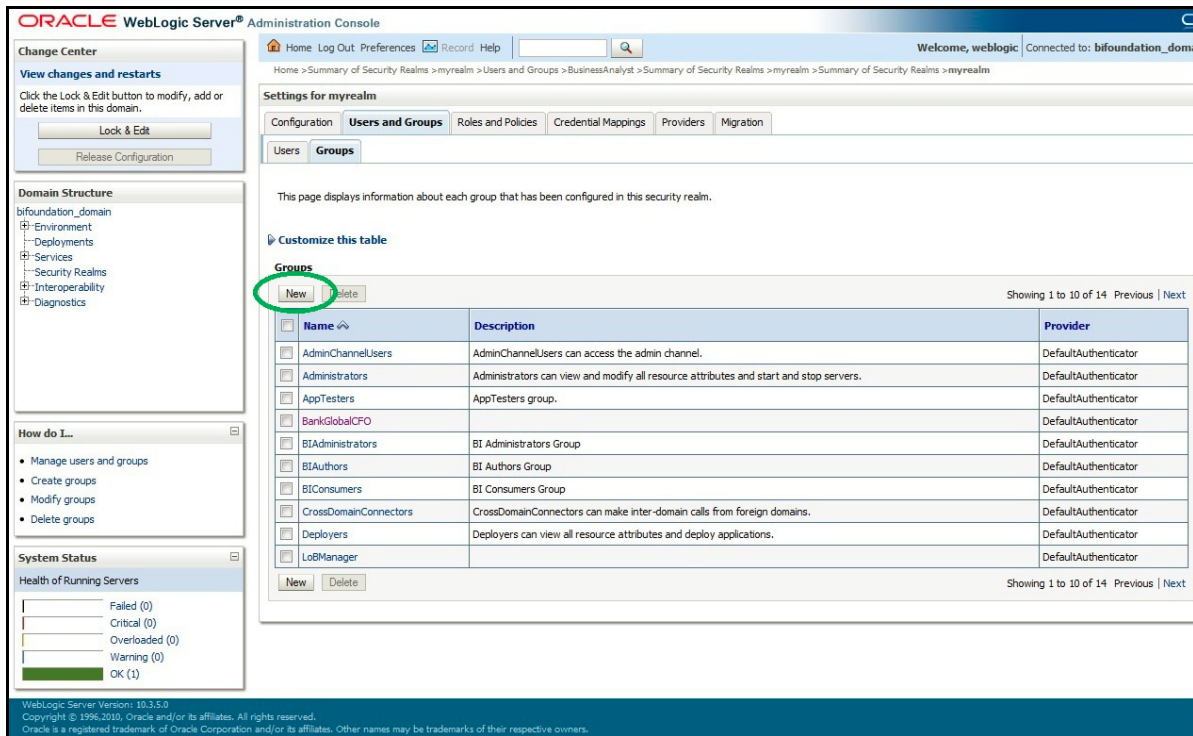 ORACLE WebLogic Server® Administration Console
Change Center
View changes and restarts
Click the Lock & Edit button to modify, add or
delete items in this domain.
Lock & Edit
Release Configuration
Domain Structure
bifoundation_domain
Environment
Deployments
Services
Security Realms
Interoperability
Diagnostics
How do I...
Manage users and groups
Create groups
Modify groups
Delete groups
System Status
Health of Running Servers
Failed (0)
Critical (0)
Overloaded (0)
Warning (0)
OK (1)
Home Log Out Preferences Record Help
Welcome, weblogic Connected to: bifoundation_doma
Home >Summary of Security Realms >myrealm >Users and Groups >BusinessAnalyst >Summary of Security Realms >myrealm >Summary of Security Realms >myrealm
Settings for myrealm
Configuration Users and Groups Roles and Policies Credential Mappings Providers Migration
Users Groups
This page displays information about each group that has been configured in this security realm.
Customize this table
Groups
New Delete Showing 1 to 10 of 14 Previous | Next
Name Description Provider
AdminChannelUsers AdminChannelUsers can access the admin channel. DefaultAuthenticator
Administrators Administrators can view and modify all resource attributes and start and stop servers. DefaultAuthenticator
AppTesters AppTesters group. DefaultAuthenticator
BankGlobalCFO DefaultAuthenticator
BIAdministrators BI Administrators Group DefaultAuthenticator
BIAuthors BI Authors Group DefaultAuthenticator
BIConsumers BI Consumers Group DefaultAuthenticator
CrossDomainConnectors CrossDomainConnectors can make inter-domain calls from foreign domains. DefaultAuthenticator
Deployers Deployers can view all resource attributes and deploy applications. DefaultAuthenticator
LoBManager DefaultAuthenticator
New Delete Showing 1 to 10 of 14 Previous | Next
WebLogic Server Version: 10.3.5.0
Copyright © 1996,2010, Oracle and/or its affiliates. All rights reserved.
Oracle is a registered trademark of Oracle Corporation and/or its affiliates. Other names may be trademarks of their respective owners.